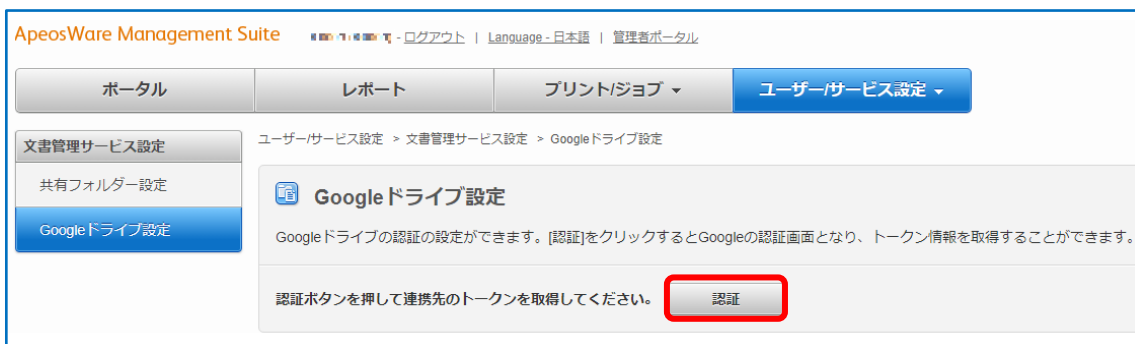 ApeosWare Management Suite - ログアウト | Language - 日本語 | 管理者ポータル
ポータル レポート プリント/ジョブ ユーザー/サービス設定
文書管理サービス設定
共有フォルダー設定
Googleドライブ設定
ユーザー/サービス設定 > 文書管理サービス設定 > Googleドライブ設定
Googleドライブ設定
Googleドライブの認証の設定ができます。[認証]をクリックするとGoogleの認証画面となり、トークン情報を取得することができます。
認証ボタンを押して連携先のトークンを取得してください。 認証